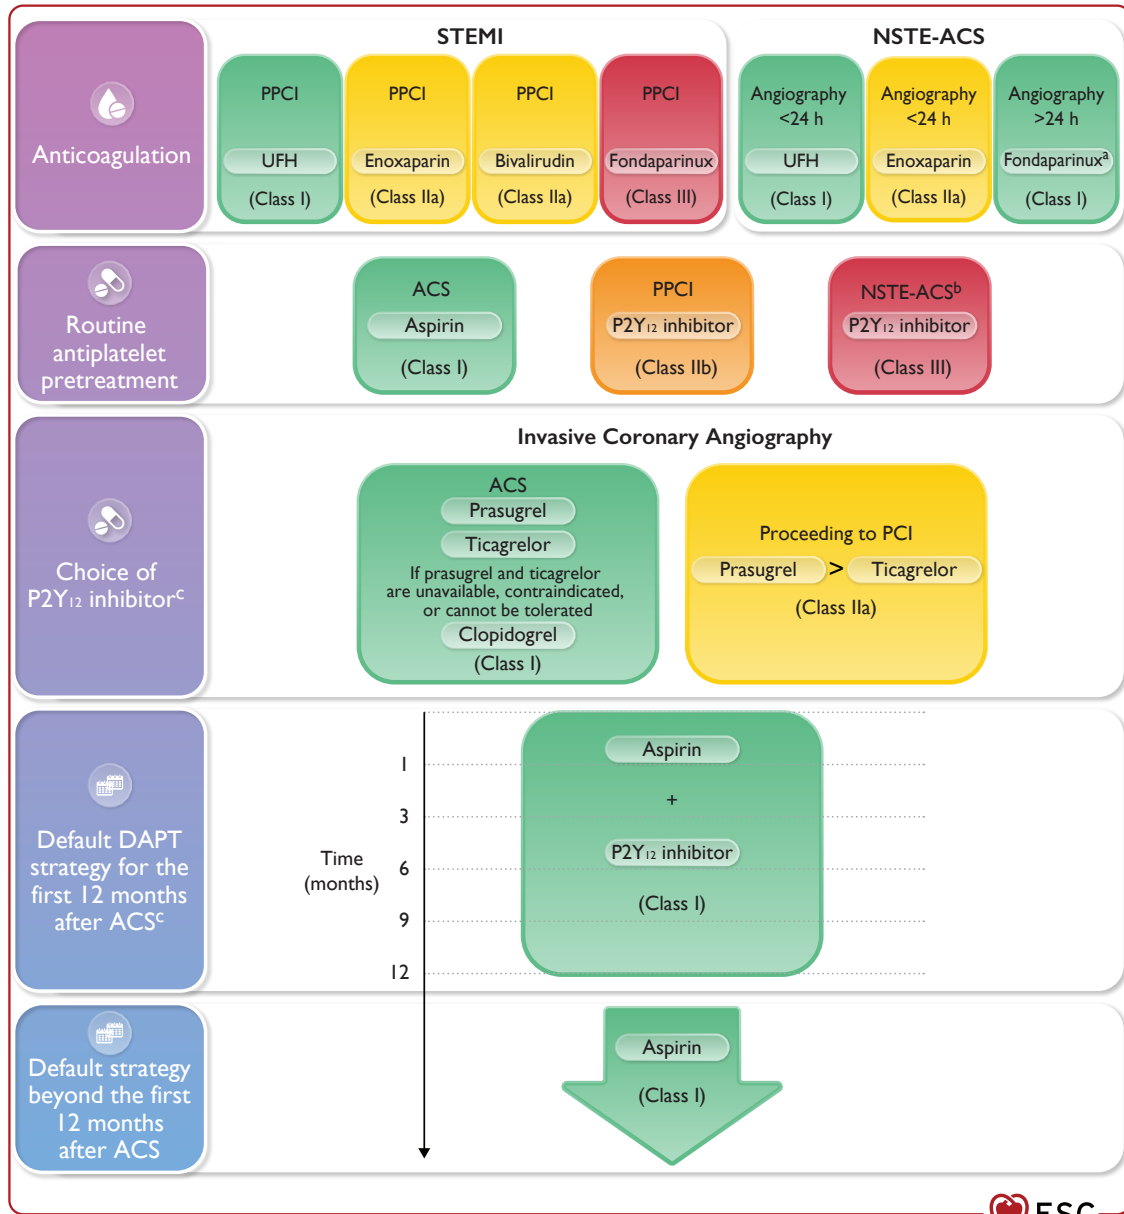 STEMI
NSTE-ACS
Anticoagulation
PPCI
UFH
(Class I)
PPCI
Enoxaparin
(Class IIa)
PPCI
Bivalirudin
(Class IIa)
PPCI
Fondaparinux
(Class III)
Angiography
<24 h
UFH
(Class I)
Angiography
<24 h
Enoxaparin
(Class IIa)
Angiography
>24 h
Fondaparinuxᵃ
(Class I)
Routine
antiplatelet
pretreatment
ACS
Aspirin
(Class I)
PPCI
P2Y₁₂ inhibitor
(Class IIb)
NSTE-ACSᵇ
P2Y₁₂ inhibitor
(Class III)
Choice of
P2Y₁₂ inhibitorᶜ
Invasive Coronary Angiography
ACS
Prasugrel
Ticagrelor
If prasugrel and ticagrelor
are unavailable, contraindicated,
or cannot be tolerated
Clopidogrel
(Class I)
Proceeding to PCI
Prasugrel > Ticagrelor
(Class IIa)
Default DAPT
strategy for the
first 12 months
after ACSᶜ
Time
(months)
1
3
6
9
12
Aspirin
+
P2Y₁₂ inhibitor
(Class I)
Default strategy
beyond the first
12 months
after ACS
Aspirin
(Class I)
ESC